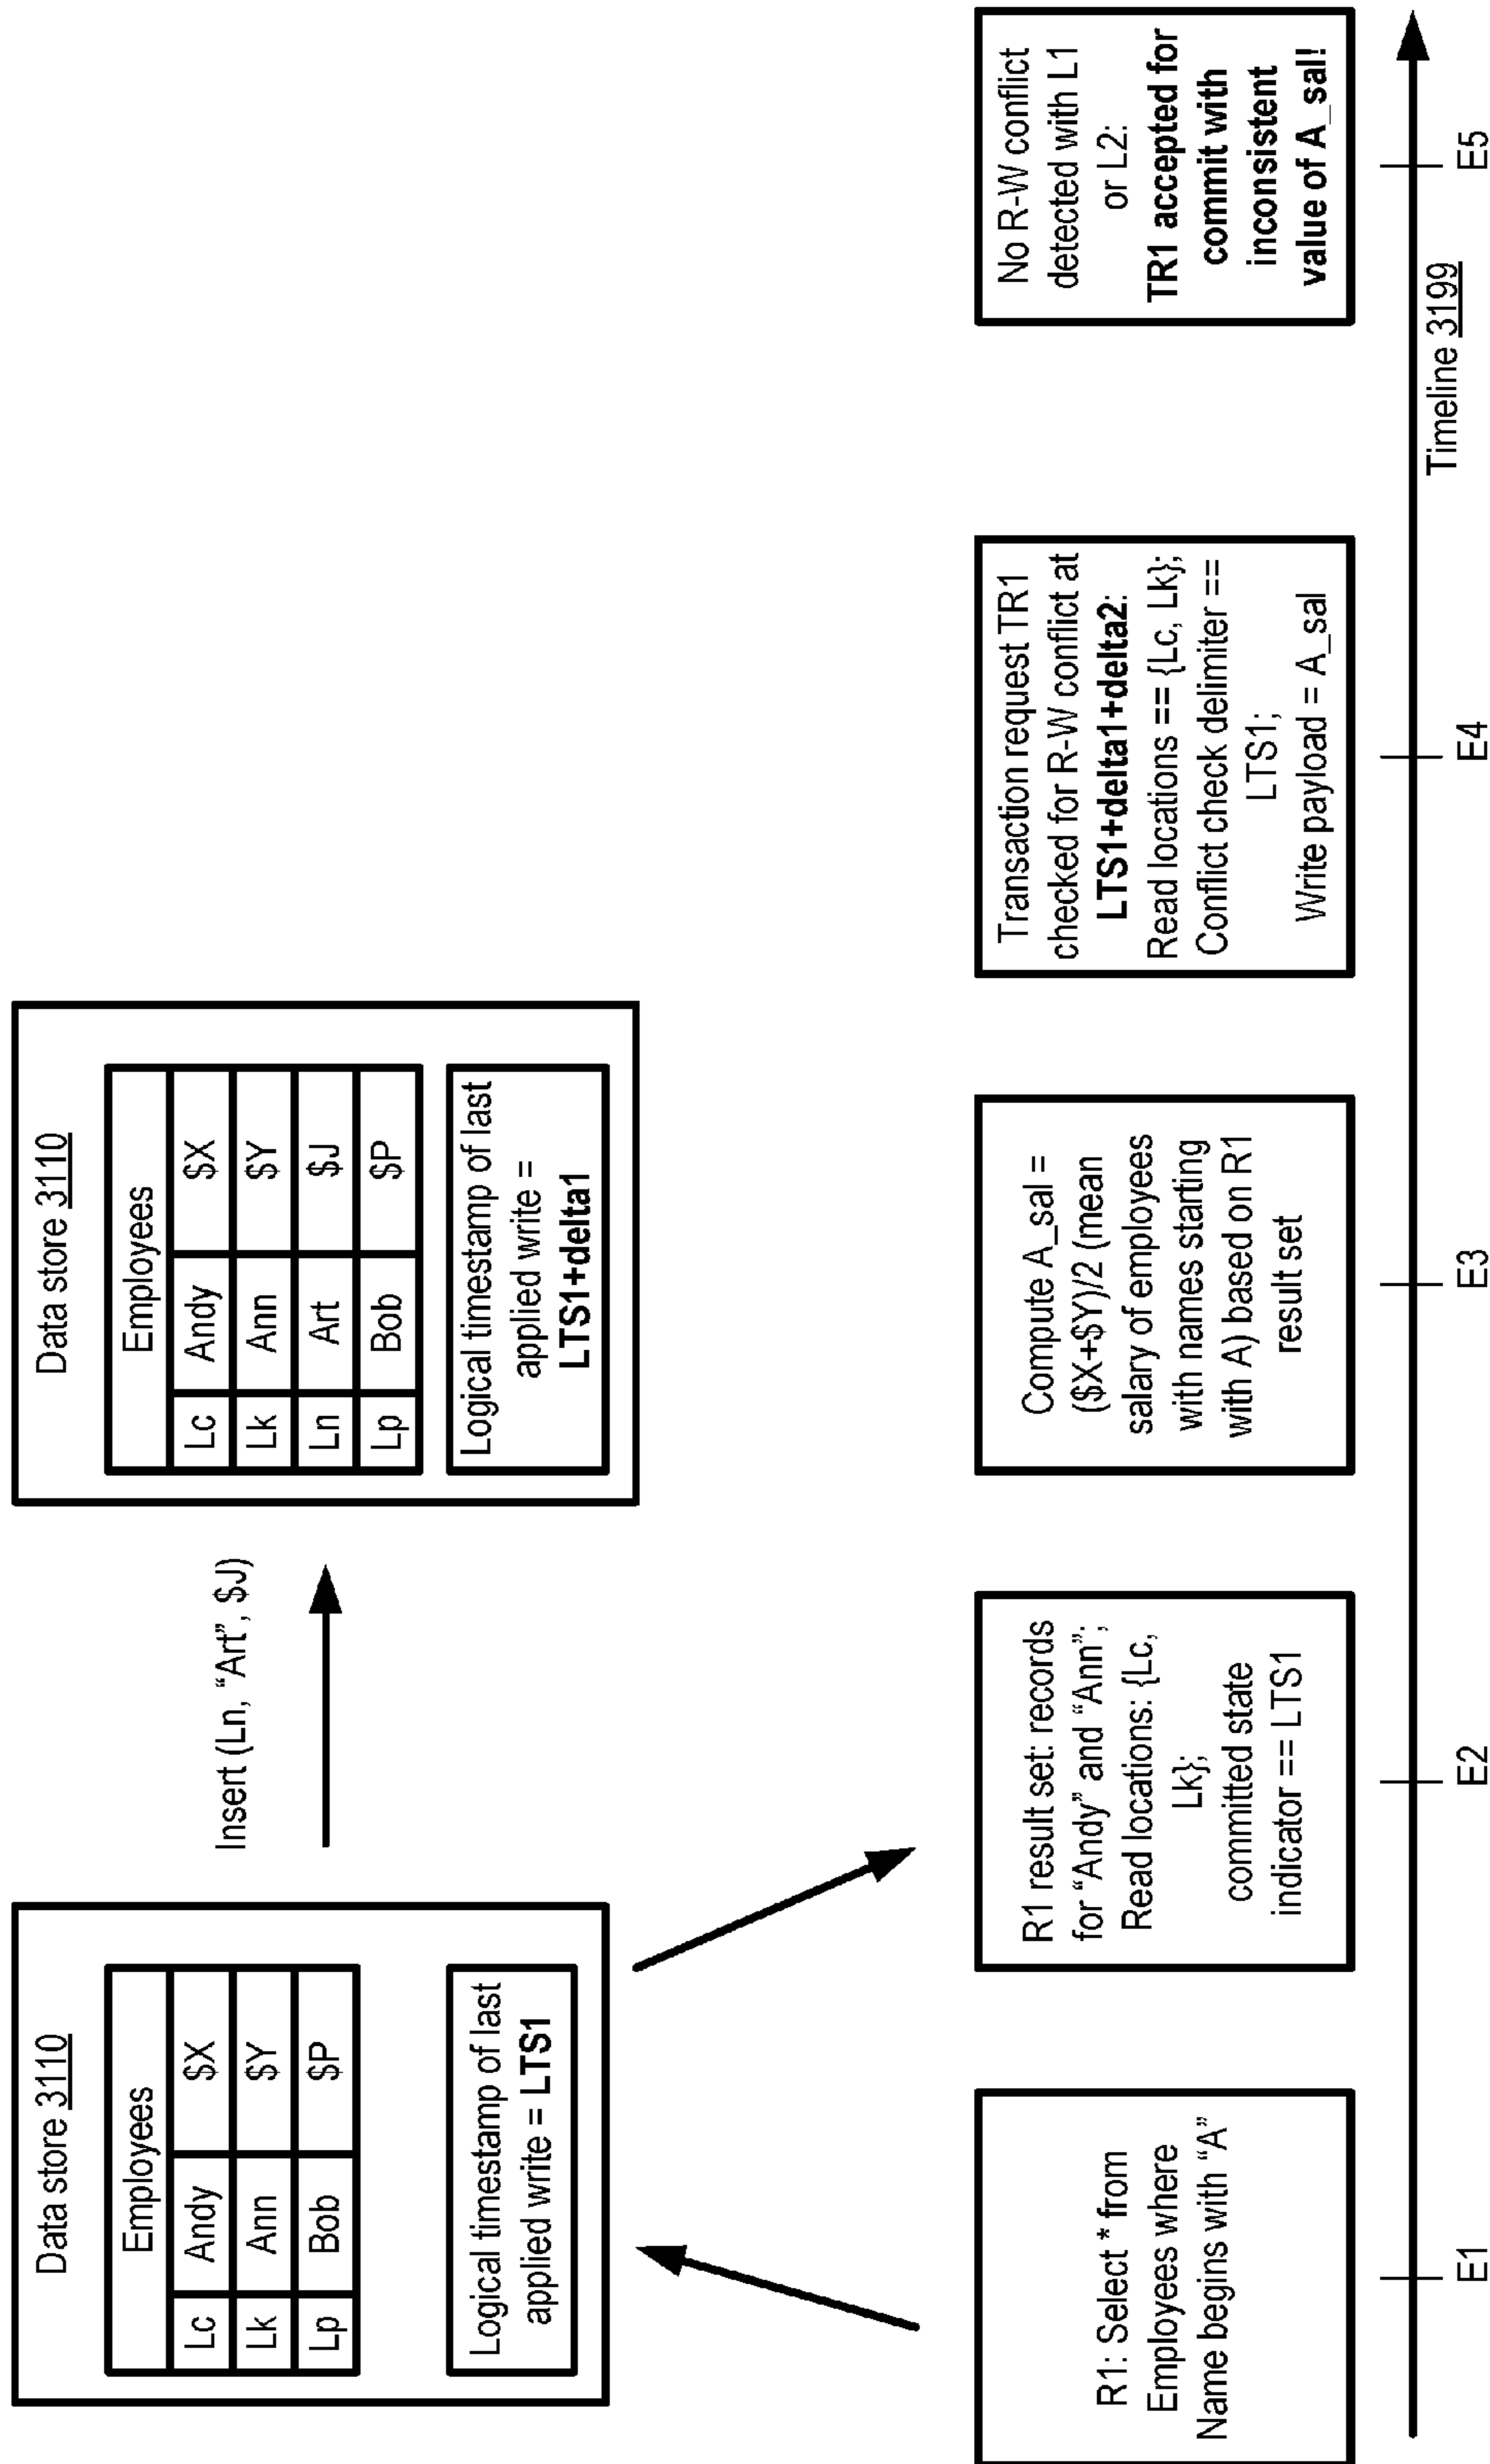 Data store 3110
Employees
Lc Andy $X
Lk Ann $Y
Lp Bob $P
Logical timestamp of last
applied write = LTS1
Insert (Ln, “Art”, $J)
Data store 3110
Employees
Lc Andy $X
Lk Ann $Y
Ln Art $J
Lp Bob $P
Logical timestamp of last
applied write =
LTS1+delta1
R1: Select * from
Employees where
Name begins with “A”
R1 result set: records
for “Andy” and “Ann”;
Read locations: {Lc,
Lk};
committed state
indicator == LTS1
Compute A_sal =
($X+$Y)/2 (mean
salary of employees
with names starting
with A) based on R1
result set
Transaction request TR1
checked for R-W conflict at
LTS1+delta1+delta2:
Read locations == {Lc, Lk};
Conflict check delimiter ==
LTS1;
Write payload = A_sal
No R-W conflict
detected with L1
or L2:
TR1 accepted for
commit with
inconsistent
value of A_sal!
E1
E2
E3
E4
E5
Timeline 3199